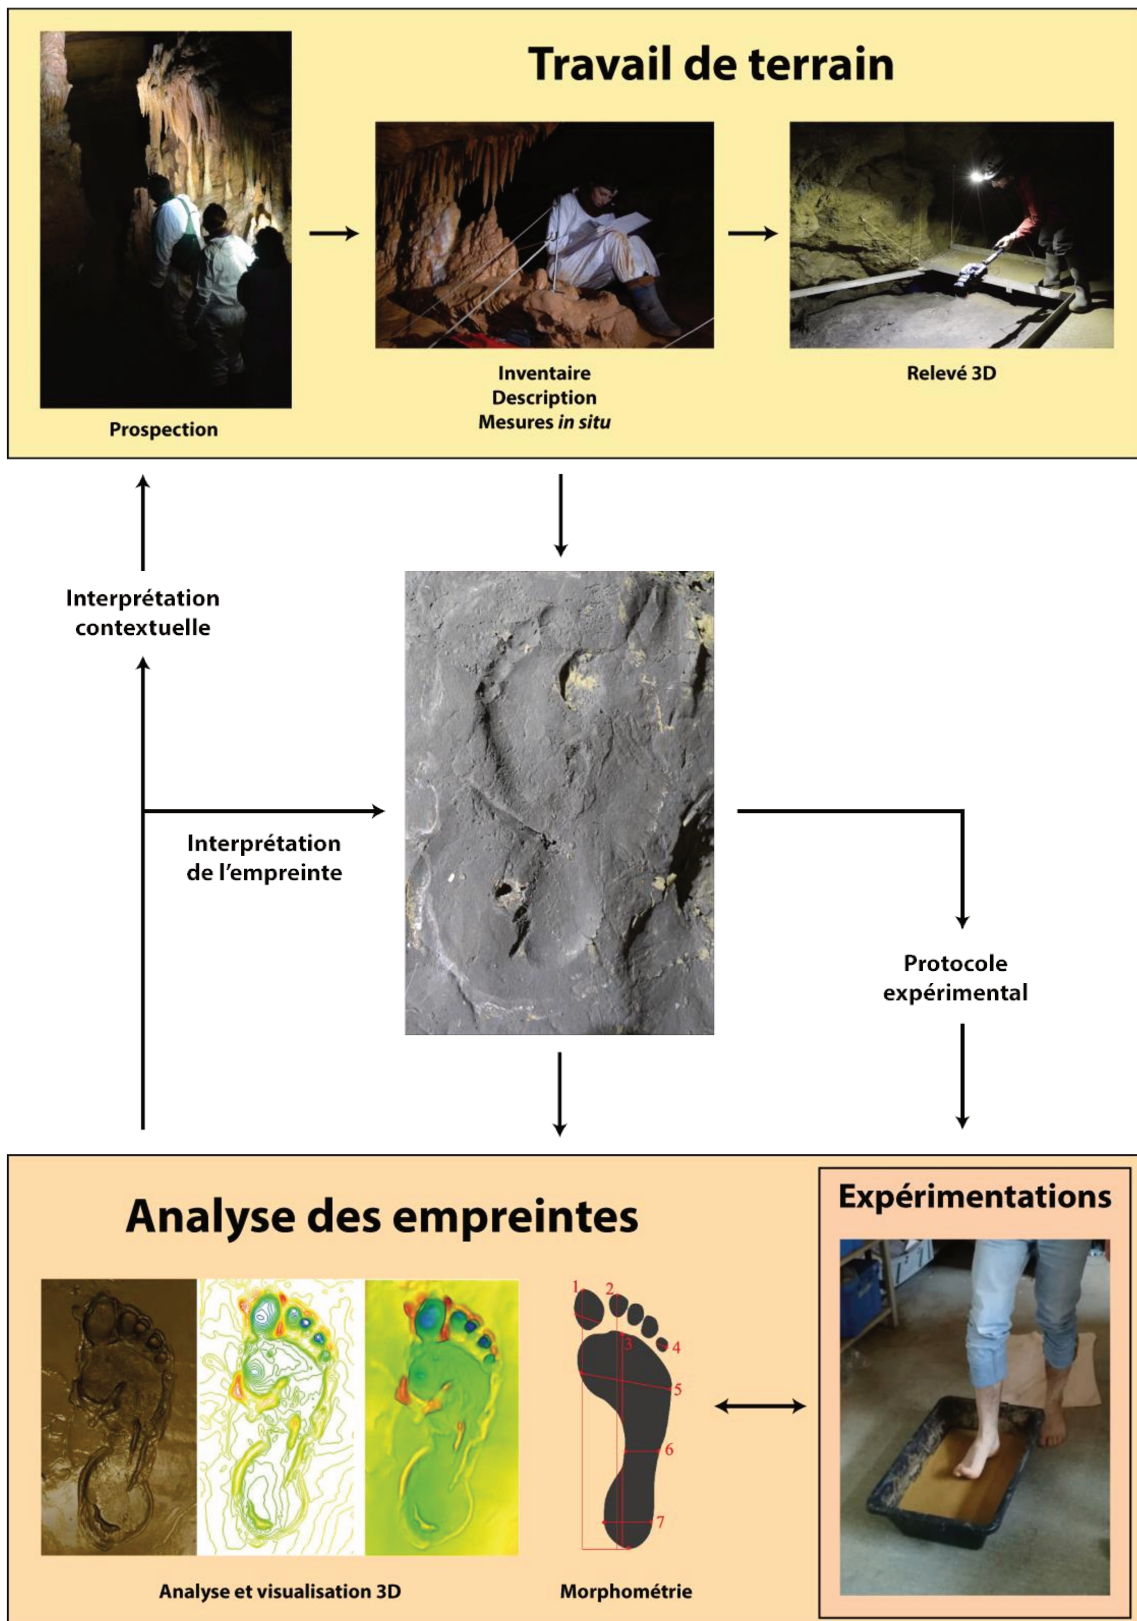 Travail de terrain
Prospection
Inventaire
Description
Mesures in situ
Relevé 3D
Interprétation
contextuelle
Interprétation
de l'empreinte
Protocole
expérimental
Analyse des empreintes
Expérimentations
1
2
3
4
5
6
7
Analyse et visualisation 3D
Morphométrie